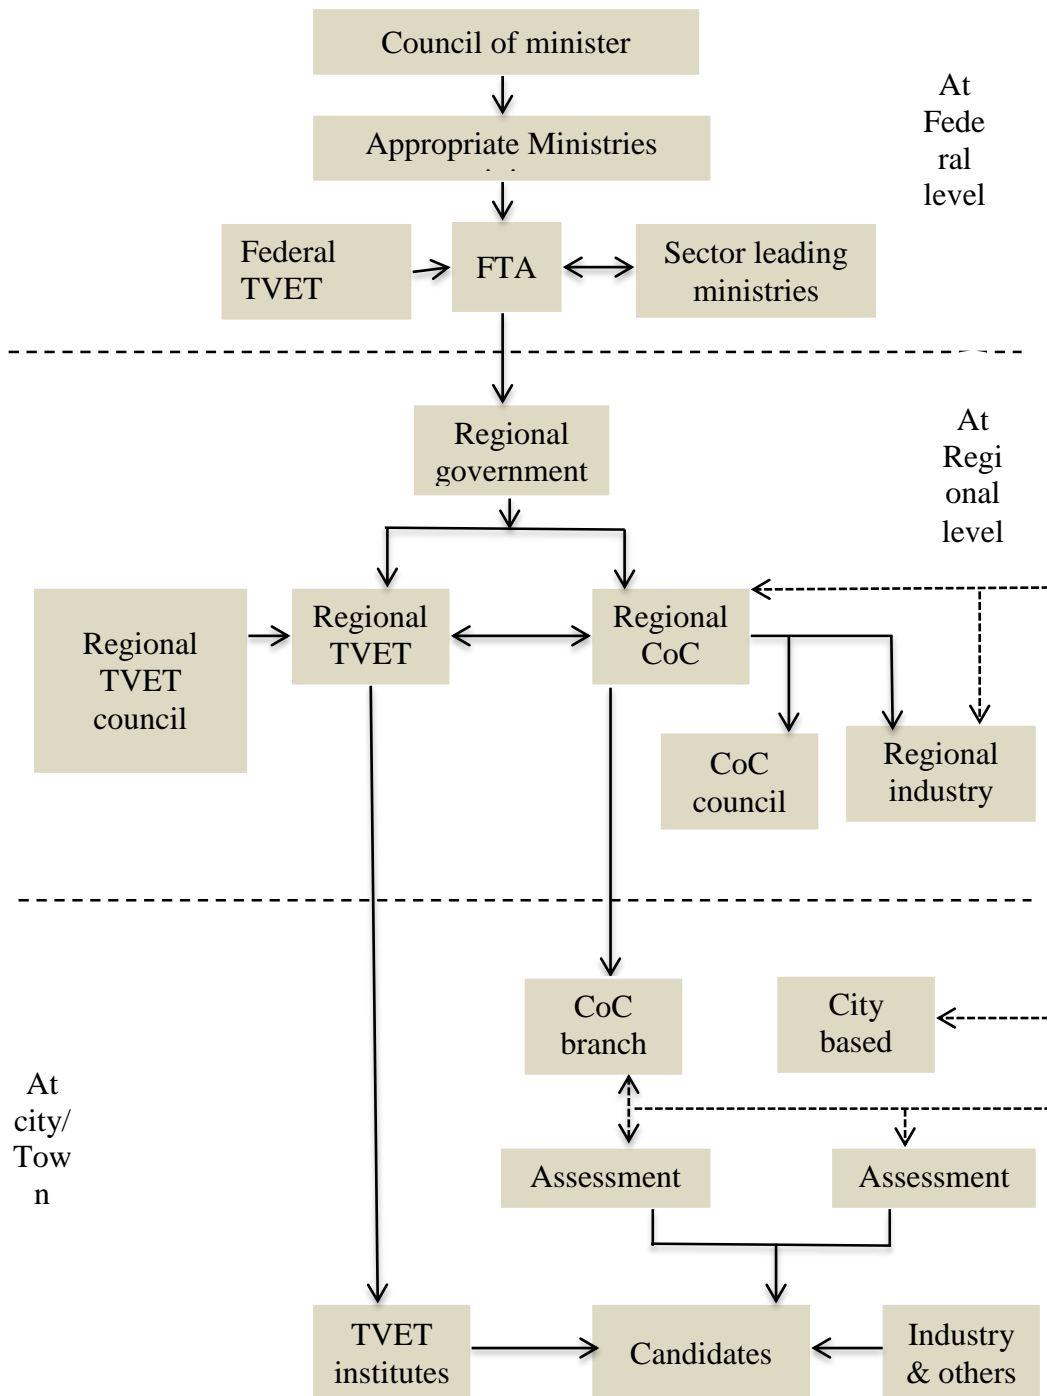 Council of minister
At
Fede
ral
level
Appropriate Ministries
Federal
TVET
FTA
Sector leading
ministries
Regional
government
At
Regi
onal
level
Regional
TVET
council
Regional
TVET
Regional
CoC
CoC
council
Regional
industry
CoC
branch
City
based
At
city/
Tow
n
Assessment
Assessment
TVET
institutes
Candidates
Industry
& others